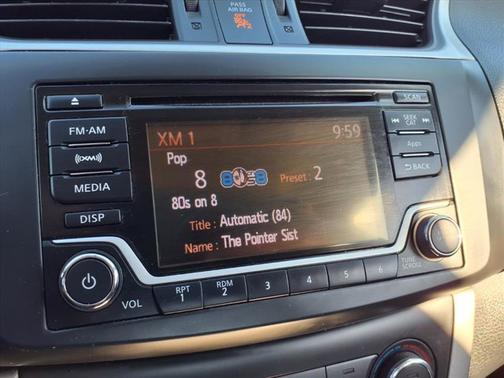 PASS
AIR BAG
SCAN
FM•AM
XM
MEDIA
DISP
XM 1 9:59
Pop
8 Preset : 2
80s on 8
Title : Automatic (84)
Name : The Pointer Sist
SEEK
CAT
Apps
BACK
VOL
RPT
1
RDM
2
3
4
5
6
TUNE
SCROLL